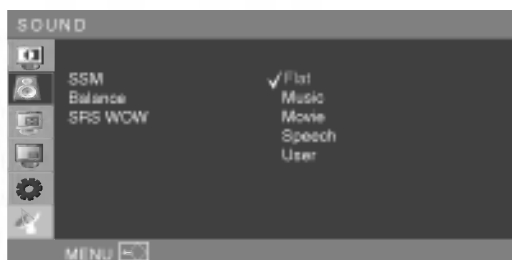 SOUND
SSM
Balance
SRS WOW
Flat
Music
Movie
Speech
User
MENU